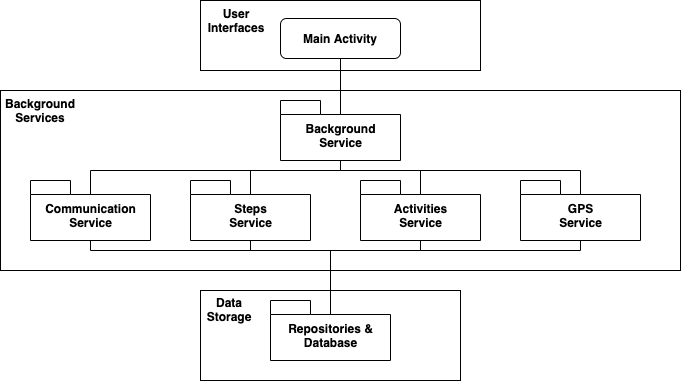 User
Interfaces
Main Activity
Background
Services
Background
Service
Communication
Service
Steps
Service
Activities
Service
GPS
Service
Data
Storage
Repositories &
Database